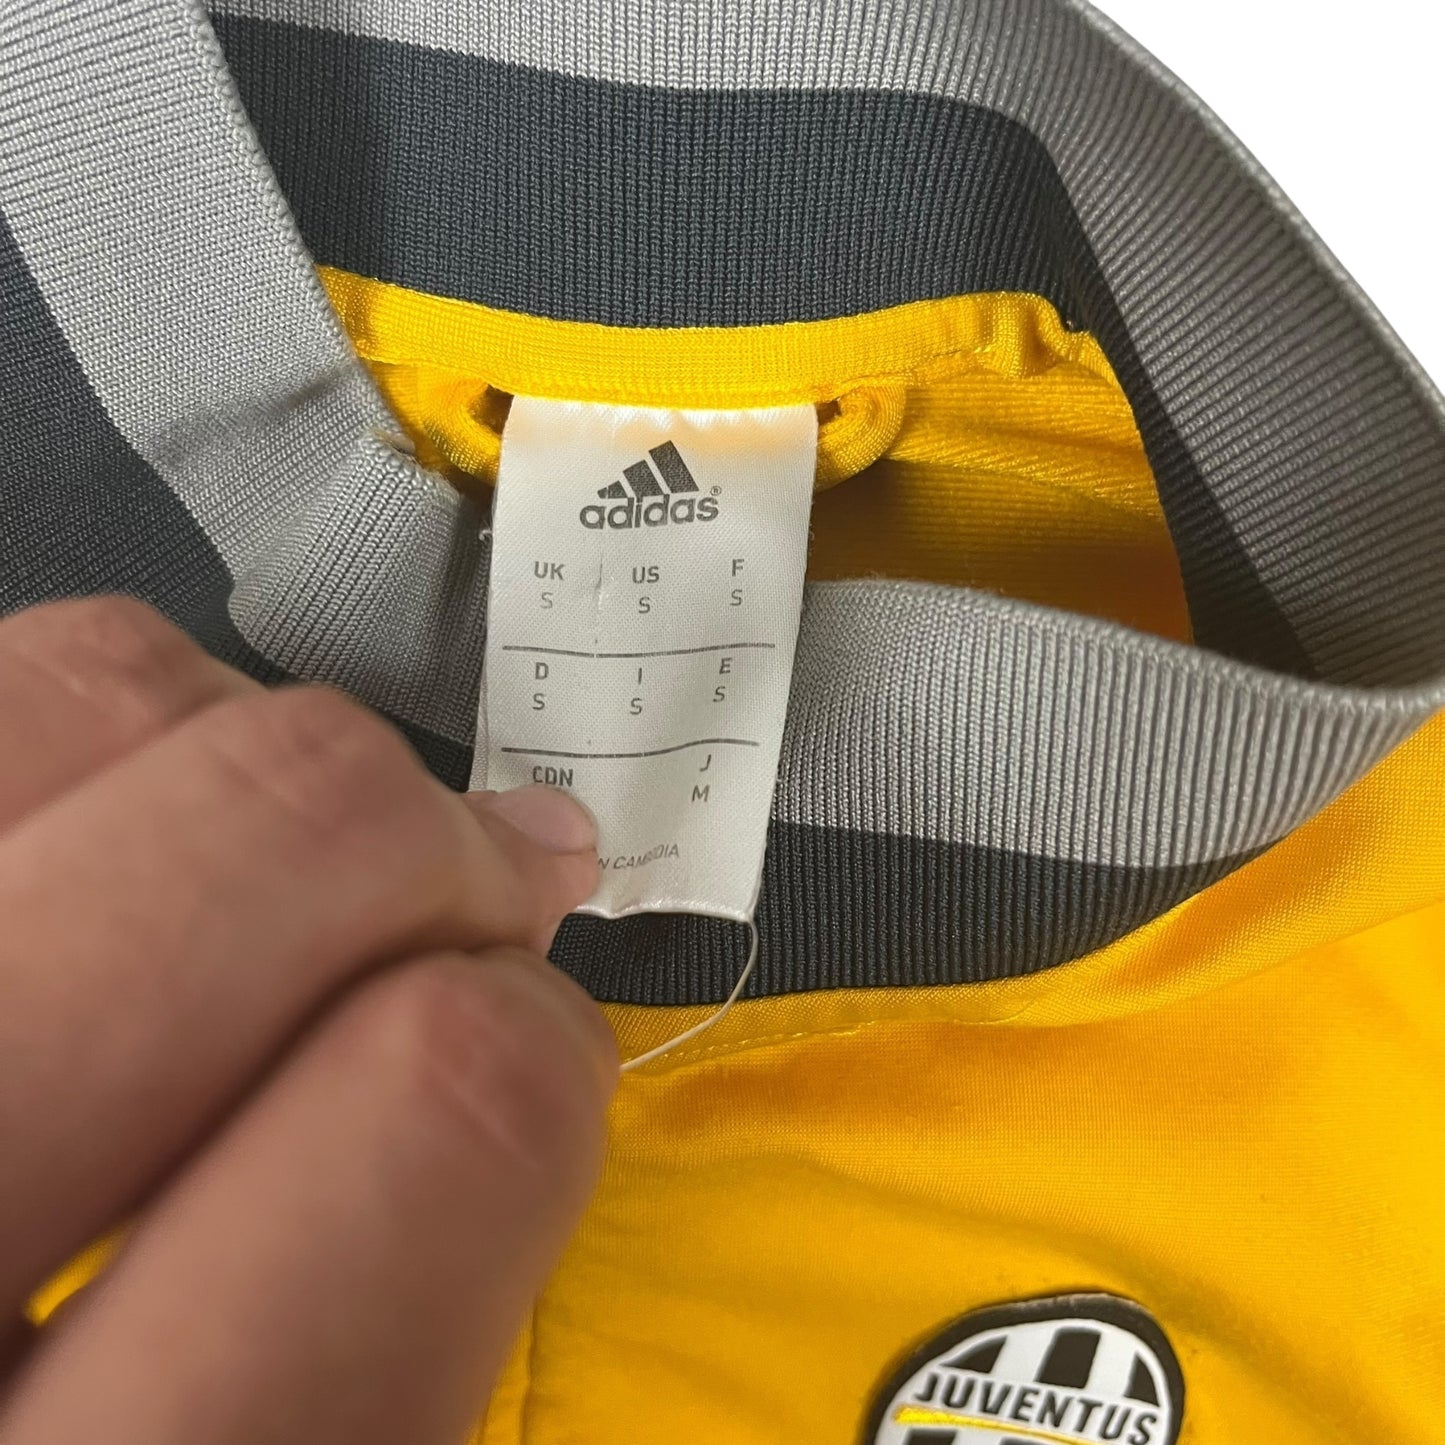 adidas®
UK US F
S S S
D I E
S S S
CDN J
M
N CAMBODIA
JUVENTUS